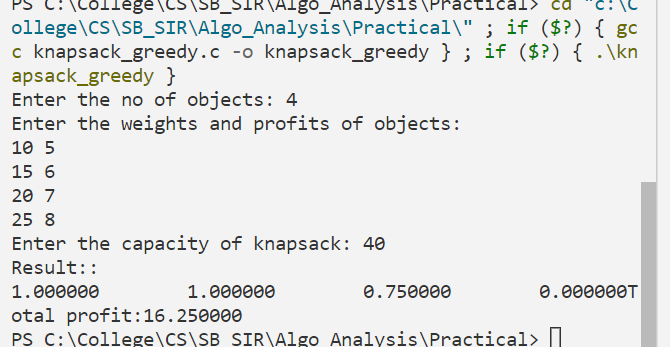 PS C:\College\CS\SB_SIR\Algo_Analysis\Practical> cd "c:\C
ollege\CS\SB_SIR\Algo_Analysis\Practical\" ; if ($?) { gc
c knapsack_greedy.c -o knapsack_greedy } ; if ($?) { .\kn
apsack_greedy }
Enter the no of objects: 4
Enter the weights and profits of objects:
10 5
15 6
20 7
25 8
Enter the capacity of knapsack: 40
Result::
1.000000 1.000000 0.750000 0.000000T
otal profit:16.250000
PS C:\College\CS\SB_SIR\Algo_Analysis\Practical>